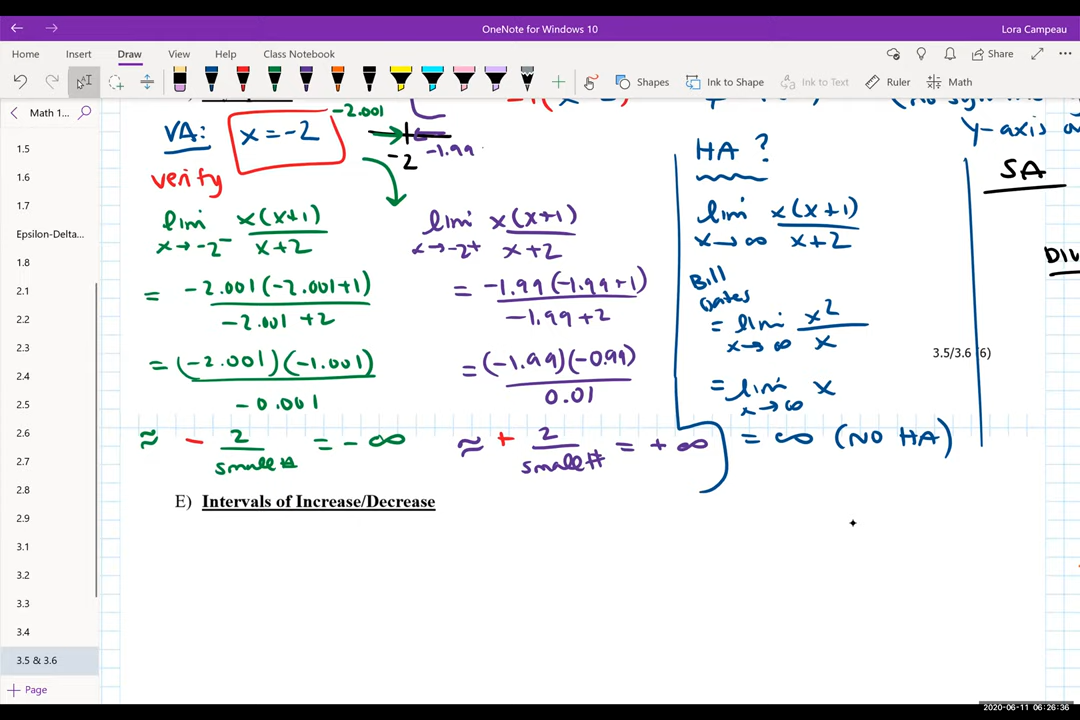 OneNote for Windows 10
Lora Campeau
Home Insert Draw View Help Class Notebook
Share
Shapes Ink to Shape Ink to Text Ruler Math
Math 1...
1.5
1.6
1.7
Epsilon-Delta...
1.8
2.1
2.2
2.3
2.4
2.5
2.6
2.7
2.8
2.9
3.1
3.2
3.3
3.4
3.5 & 3.6
Page
VA: x = -2
-2.001
-2
-1.99
verify
lim x→-2⁻ x(x+1) / x+2
= -2.001(-2.001+1) / -2.001+2
= (-2.001)(-1.001) / -0.001
≈ - 2 / small # = -∞
lim x→-2⁺ x(x+1) / x+2
= -1.99(-1.99+1) / -1.99+2
= (-1.99)(-0.99) / 0.01
≈ + 2 / small # = +∞
Y-axis
HA ?
lim x→∞ x(x+1) / x+2
Bill
Gates
= lim x→∞ x² / x
= lim x→∞ x
= ∞ (NO HA)
SA
3.5/3.6 (6)
E) Intervals of Increase/Decrease
2020-06-11 06:26:36